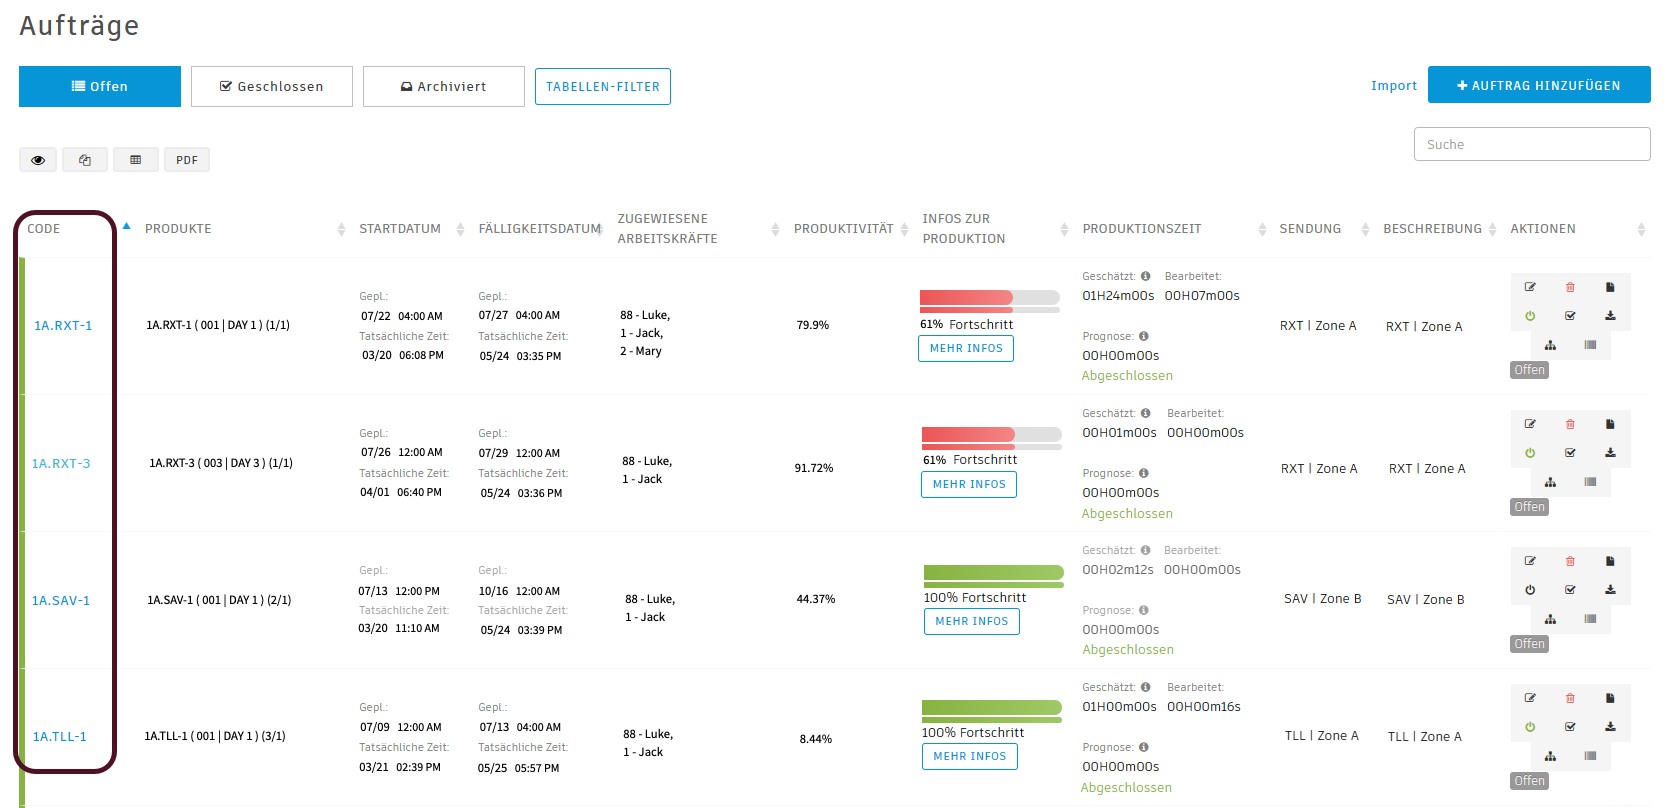 Aufträge
Offen
Geschlossen
Archiviert
TABELLEN-FILTER
Import
AUFTRAG HINZUFÜGEN
Suche
PDF
CODE PRODUKTE STARTDATUM FÄLLIGKEITSDATUM ZUGEWIESENE ARBEITSKRÄFTE PRODUKTIVITÄT INFOS ZUR PRODUKTION PRODUKTIONSZEIT SENDUNG BESCHREIBUNG AKTIONEN
1A.RXT-1
1A.RXT-1 ( 001 | DAY 1 ) (1/1)
Gepl.:
07/22 04:00 AM
Tatsächliche Zeit:
03/20 06:08 PM
Gepl.:
07/27 04:00 AM
Tatsächliche Zeit:
05/24 03:35 PM
88 - Luke,
1 - Jack,
2 - Mary
79.9%
61% Fortschritt
MEHR INFOS
Geschätzt: Bearbeitet:
01H24m00s 00H07m00s
Prognose:
00H00m00s
Abgeschlossen
RXT | Zone A
RXT | Zone A
Offen
1A.RXT-3
1A.RXT-3 ( 003 | DAY 3 ) (1/1)
Gepl.:
07/26 12:00 AM
Tatsächliche Zeit:
04/01 06:40 PM
Gepl.:
07/29 12:00 AM
Tatsächliche Zeit:
05/24 03:36 PM
88 - Luke,
1 - Jack
91.72%
61% Fortschritt
MEHR INFOS
Geschätzt: Bearbeitet:
00H01m00s 00H00m00s
Prognose:
00H00m00s
Abgeschlossen
RXT | Zone A
RXT | Zone A
Offen
1A.SAV-1
1A.SAV-1 ( 001 | DAY 1 ) (2/1)
Gepl.:
07/13 12:00 PM
Tatsächliche Zeit:
03/20 11:10 AM
Gepl.:
10/16 12:00 AM
Tatsächliche Zeit:
05/24 03:39 PM
88 - Luke,
1 - Jack
44.37%
100% Fortschritt
MEHR INFOS
Geschätzt: Bearbeitet:
00H02m12s 00H00m00s
Prognose:
00H00m00s
Abgeschlossen
SAV | Zone B
SAV | Zone B
Offen
1A.TLL-1
1A.TLL-1 ( 001 | DAY 1 ) (3/1)
Gepl.:
07/09 12:00 AM
Tatsächliche Zeit:
03/21 02:39 PM
Gepl.:
07/13 04:00 AM
Tatsächliche Zeit:
05/25 05:57 PM
88 - Luke,
1 - Jack
8.44%
100% Fortschritt
MEHR INFOS
Geschätzt: Bearbeitet:
01H00m00s 00H00m16s
Prognose:
00H00m00s
Abgeschlossen
TLL | Zone A
TLL | Zone A
Offen